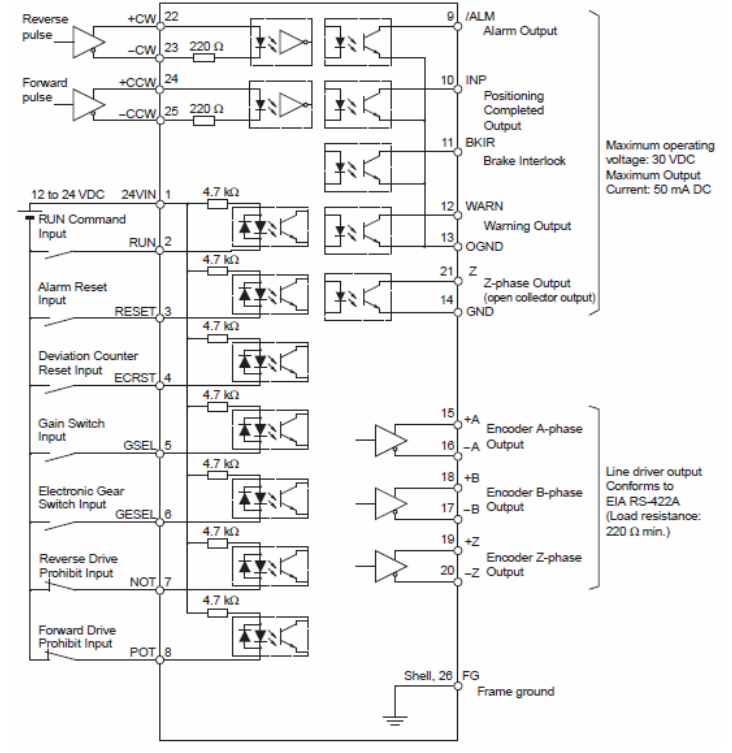 Reverse
pulse
+CW
22
–CW
23
220 Ω
Forward
pulse
+CCW
24
–CCW
25
220 Ω
12 to 24 VDC
24VIN
1
4.7 kΩ
RUN Command
Input
RUN
2
4.7 kΩ
Alarm Reset
Input
RESET
3
4.7 kΩ
Deviation Counter
Reset Input
ECRST
4
4.7 kΩ
Gain Switch
Input
GSEL
5
4.7 kΩ
Electronic Gear
Switch Input
GESEL
6
4.7 kΩ
Reverse Drive
Prohibit Input
NOT
7
4.7 kΩ
Forward Drive
Prohibit Input
POT
8
9
/ALM
Alarm Output
10
INP
Positioning
Completed
Output
11
BKIR
Brake Interlock
12
WARN
Warning Output
13
OGND
21
Z
Z-phase Output
(open collector output)
14
GND
Maximum operating
voltage: 30 VDC
Maximum Output
Current: 50 mA DC
15
+A
Encoder A-phase
16
–A
Output
18
+B
Encoder B-phase
17
–B
Output
19
+Z
Encoder Z-phase
20
–Z
Output
Line driver output
Conforms to
EIA RS-422A
(Load resistance:
220 Ω min.)
Shell, 26
FG
Frame ground